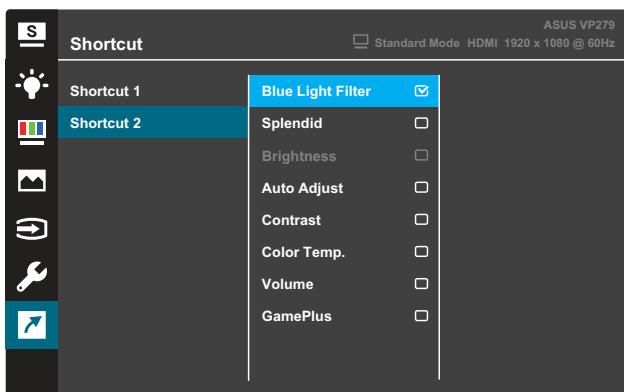 S
ASUS VP279
Shortcut
Standard Mode HDMI 1920 x 1080 @ 60Hz
Shortcut 1
Shortcut 2
Blue Light Filter
Splendid
Brightness
Auto Adjust
Contrast
Color Temp.
Volume
GamePlus